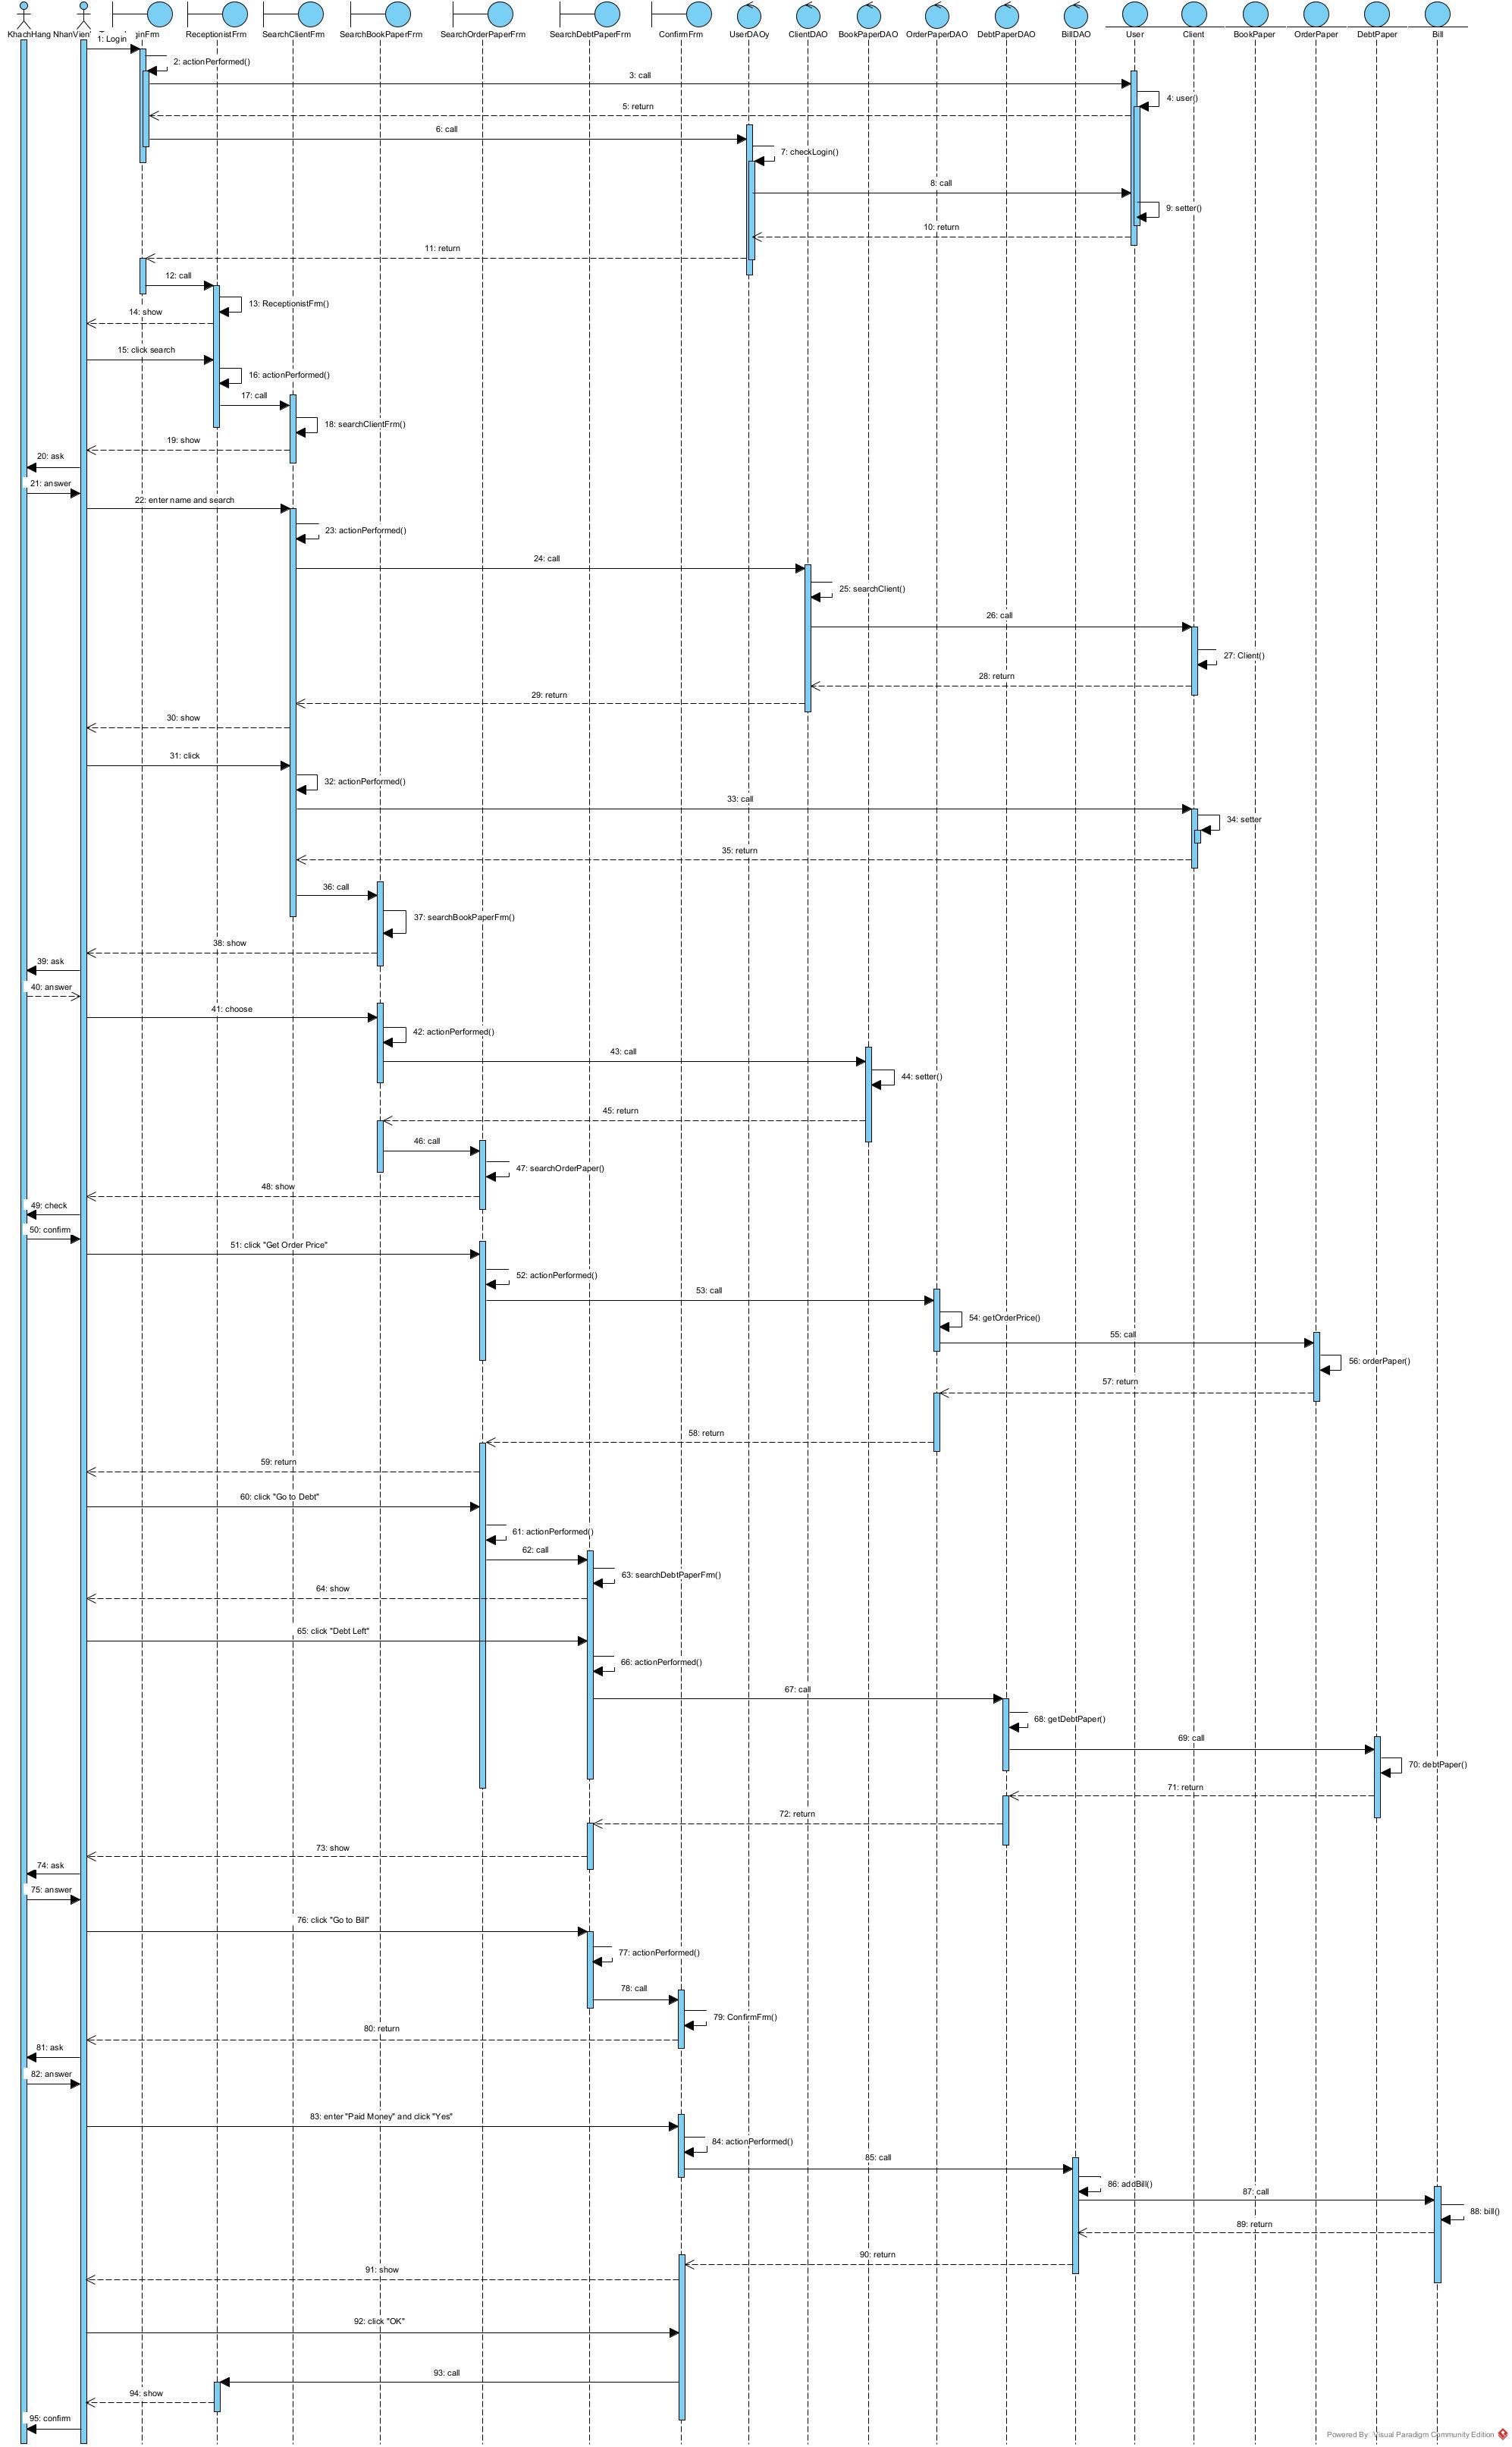 KhachHang
NhanVien
inFrm
ReceptionistFrm
SearchClientFrm
SearchBookPaperFrm
SearchOrderPaperFrm
SearchDebtPaperFrm
ConfirmFrm
UserDAOy
ClientDAO
BookPaperDAO
OrderPaperDAO
DebtPaperDAO
BillDAO
User
Client
BookPaper
OrderPaper
DebtPaper
Bill
1: Login
2: actionPerformed()
3: call
4: user()
5: return
6: call
7: checkLogin()
8: call
9: setter()
10: return
11: return
12: call
13: ReceptionistFrm()
14: show
15: click search
16: actionPerformed()
17: call
18: searchClientFrm()
19: show
20: ask
21: answer
22: enter name and search
23: actionPerformed()
24: call
25: searchClient()
26: call
27: Client()
28: return
29: return
30: show
31: click
32: actionPerformed()
33: call
34: setter
35: return
36: call
37: searchBookPaperFrm()
38: show
39: ask
40: answer
41: choose
42: actionPerformed()
43: call
44: setter()
45: return
46: call
47: searchOrderPaper()
48: show
49: check
50: confirm
51: click "Get Order Price"
52: actionPerformed()
53: call
54: getOrderPrice()
55: call
56: orderPaper()
57: return
58: return
59: return
60: click "Go to Debt"
61: actionPerformed()
62: call
63: searchDebtPaperFrm()
64: show
65: click "Debt Left"
66: actionPerformed()
67: call
68: getDebtPaper()
69: call
70: debtPaper()
71: return
72: return
73: show
74: ask
75: answer
76: click "Go to Bill"
77: actionPerformed()
78: call
79: ConfirmFrm()
80: return
81: ask
82: answer
83: enter "Paid Money" and click "Yes"
84: actionPerformed()
85: call
86: addBill()
87: call
88: bill()
89: return
90: return
91: show
92: click "OK"
93: call
94: show
95: confirm
Powered By Visual Paradigm Community Edition